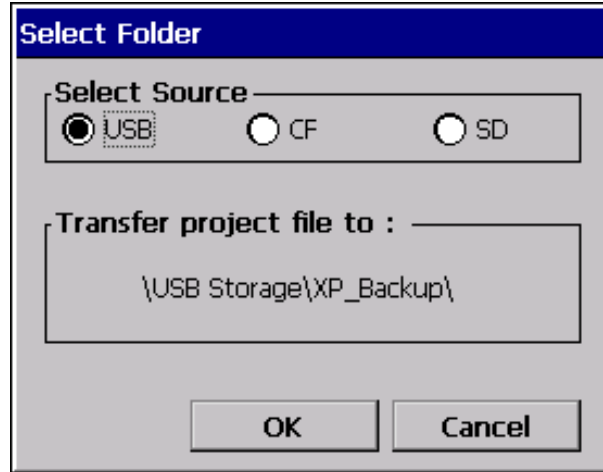 Select Folder
Select Source
USB CF SD
Transfer project file to :
\USB Storage\XP_Backup\
OK Cancel